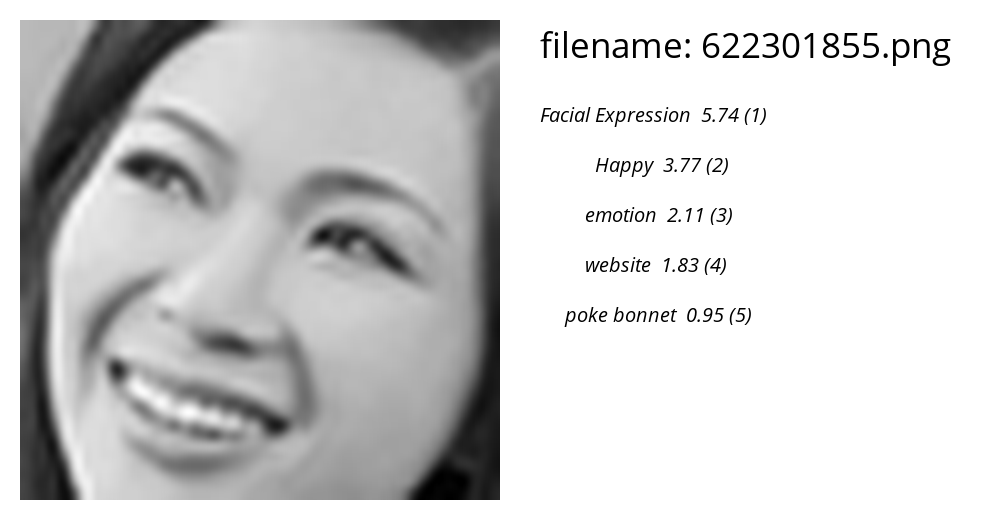 filename: 622301855.png
Facial Expression 5.74 (1)
Happy 3.77 (2)
emotion 2.11 (3)
website 1.83 (4)
poke bonnet 0.95 (5)